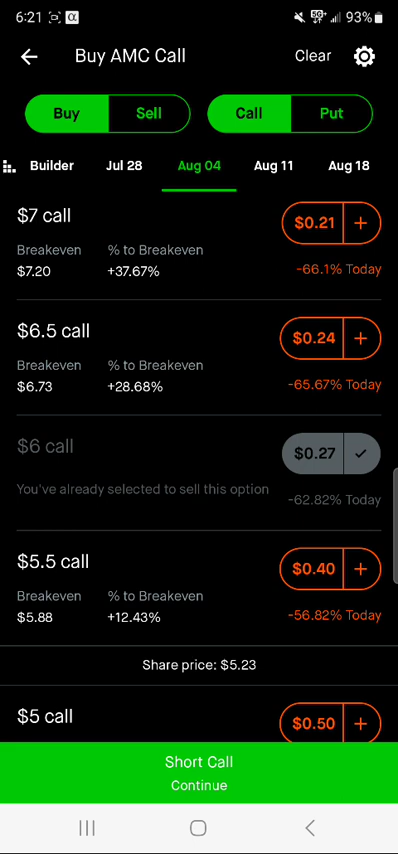 6:21 α 5G 93%
Buy AMC Call Clear
Buy Sell Call Put
Builder Jul 28 Aug 04 Aug 11 Aug 18
$7 call $0.21 +
Breakeven % to Breakeven
$7.20 +37.67% -66.1% Today
$6.5 call $0.24 +
Breakeven % to Breakeven
$6.73 +28.68% -65.67% Today
$6 call $0.27
You've already selected to sell this option
-62.82% Today
$5.5 call $0.40 +
Breakeven % to Breakeven
$5.88 +12.43% -56.82% Today
Share price: $5.23
$5 call $0.50 +
Short Call
Continue